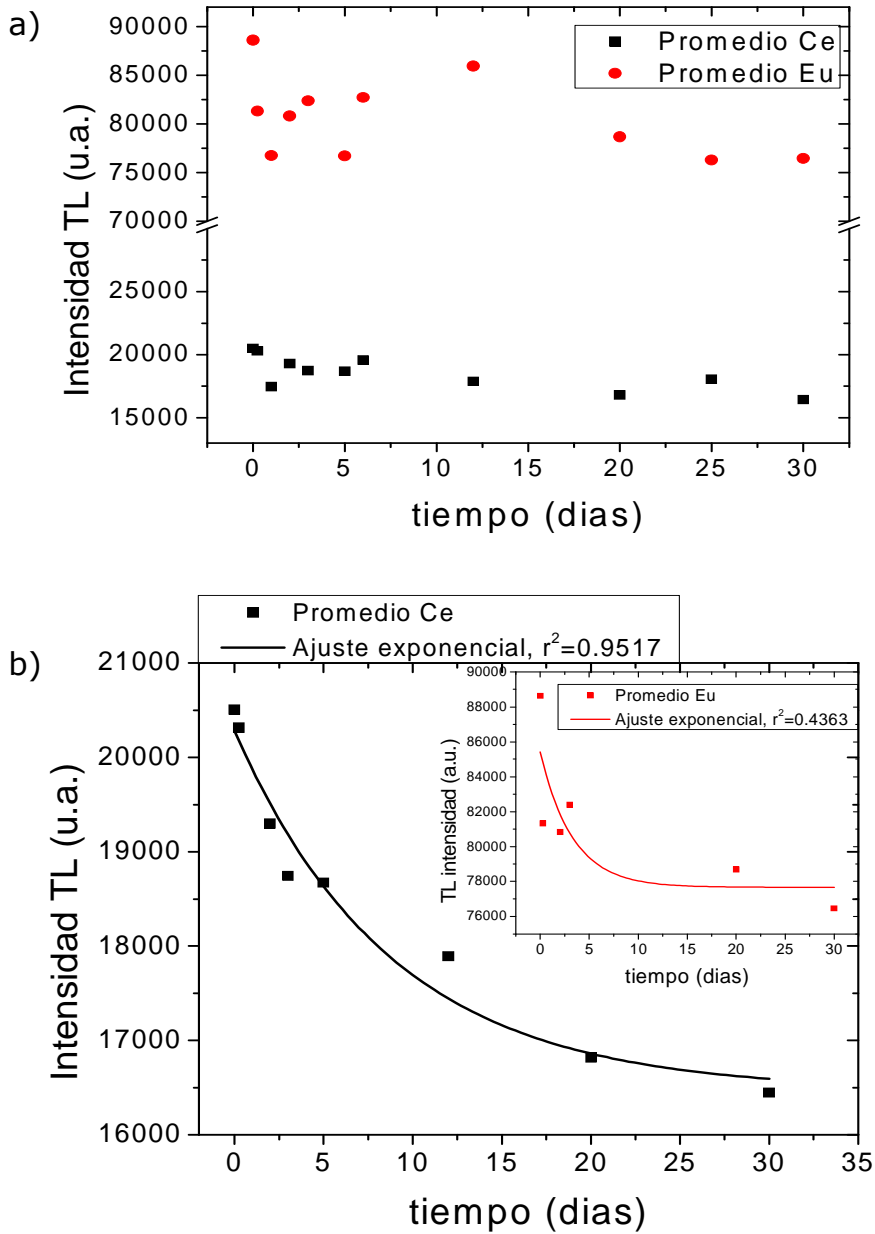 a)
90000
85000
80000
75000
70000
25000
20000
15000
Intensidad TL (u.a.)
Promedio Ce
Promedio Eu
0 5 10 15 20 25 30
tiempo (dias)
b)
Promedio Ce
Ajuste exponencial, r²=0.9517
21000
20000
19000
18000
17000
16000
Intensidad TL (u.a.)
0 5 10 15 20 25 30 35
tiempo (dias)
90000
88000
86000
84000
82000
80000
78000
76000
TL intensidad (a.u.)
Promedio Eu
Ajuste exponencial, r²=0.4363
0 5 10 15 20 25 30
tiempo (dias)